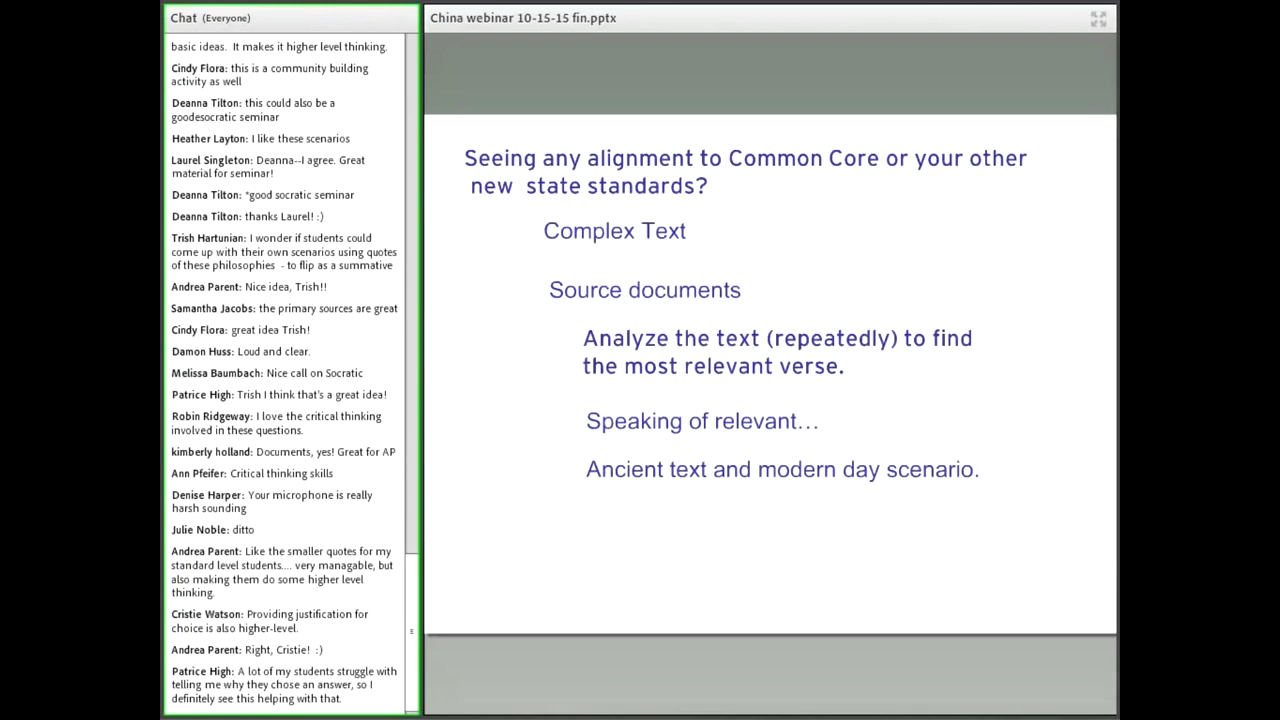 Chat (Everyone)
basic ideas. It makes it higher level thinking.
Cindy Flora: this is a community building
activity as well
Deanna Tilton: this could also be a
goodesocratic seminar
Heather Layton: I like these scenarios
Laurel Singleton: Deanna--I agree. Great
material for seminar!
Deanna Tilton: *good socratic seminar
Deanna Tilton: thanks Laurel! :)
Trish Hartunian: I wonder if students could
come up with their own scenarios using quotes
of these philosophies - to flip as a summative
Andrea Parent: Nice idea, Trish!!
Samantha Jacobs: the primary sources are great
Cindy Flora: great idea Trish!
Damon Huss: Loud and clear.
Melissa Baumbach: Nice call on Socratic
Patrice High: Trish I think that's a great idea!
Robin Ridgeway: I love the critical thinking
involved in these questions.
kimberly holland: Documents, yes! Great for AP
Ann Pfeifer: Critical thinking skills
Denise Harper: Your microphone is really
harsh sounding
Julie Noble: ditto
Andrea Parent: Like the smaller quotes for my
standard level students.... very managable, but
also making them do some higher level
thinking.
Cristie Watson: Providing justification for
choice is also higher-level.
Andrea Parent: Right, Cristie! :)
Patrice High: A lot of my students struggle with
telling me why they chose an answer, so I
definitely see this helping with that.
China webinar 10-15-15 fin.pptx
Seeing any alignment to Common Core or your other
new state standards?
Complex Text
Source documents
Analyze the text (repeatedly) to find
the most relevant verse.
Speaking of relevant…
Ancient text and modern day scenario.